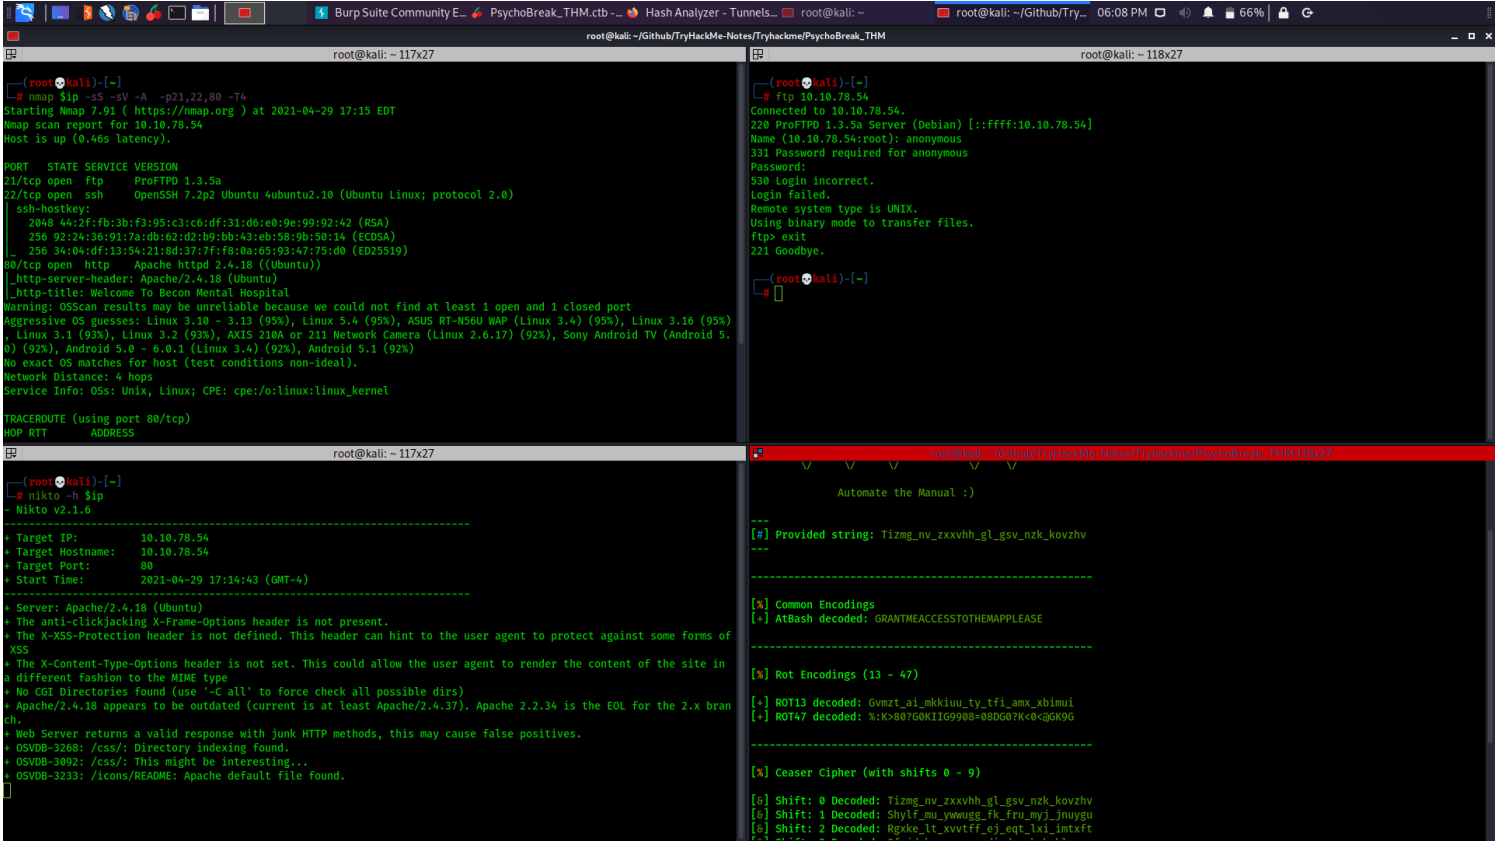 Burp Suite Community E...
PsychoBreak_THM.ctb -...
Hash Analyzer - Tunnels...
root@kali: ~
root@kali: ~/Github/Try...
06:08 PM
66%
root@kali: ~/Github/TryHackMe-Notes/Tryhackme/PsychoBreak_THM
root@kali: ~ 117x27
(root💀kali)-[~]
# nmap $ip -sS -sV -A  -p21,22,80 -T4
Starting Nmap 7.91 ( https://nmap.org ) at 2021-04-29 17:15 EDT
Nmap scan report for 10.10.78.54
Host is up (0.46s latency).
PORT   STATE SERVICE VERSION
21/tcp open  ftp     ProFTPD 1.3.5a
22/tcp open  ssh     OpenSSH 7.2p2 Ubuntu 4ubuntu2.10 (Ubuntu Linux; protocol 2.0)
| ssh-hostkey:
|   2048 44:2f:fb:3b:f3:95:c3:c6:df:31:d6:e0:9e:99:92:42 (RSA)
|   256 92:24:36:91:7a:db:62:d2:b9:bb:43:eb:58:9b:50:14 (ECDSA)
|_  256 34:04:df:13:54:21:8d:37:7f:f8:0a:65:93:47:75:d0 (ED25519)
80/tcp open  http    Apache httpd 2.4.18 ((Ubuntu))
|_http-server-header: Apache/2.4.18 (Ubuntu)
|_http-title: Welcome To Becon Mental Hospital
Warning: OSScan results may be unreliable because we could not find at least 1 open and 1 closed port
Aggressive OS guesses: Linux 3.10 - 3.13 (95%), Linux 5.4 (95%), ASUS RT-N56U WAP (Linux 3.4) (95%), Linux 3.16 (95%)
, Linux 3.1 (93%), Linux 3.2 (93%), AXIS 210A or 211 Network Camera (Linux 2.6.17) (92%), Sony Android TV (Android 5.
0) (92%), Android 5.0 - 6.0.1 (Linux 3.4) (92%), Android 5.1 (92%)
No exact OS matches for host (test conditions non-ideal).
Network Distance: 4 hops
Service Info: OSs: Unix, Linux; CPE: cpe:/o:linux:linux_kernel
TRACEROUTE (using port 80/tcp)
HOP RTT       ADDRESS
root@kali: ~ 118x27
(root💀kali)-[~]
# ftp 10.10.78.54
Connected to 10.10.78.54.
220 ProFTPD 1.3.5a Server (Debian) [::ffff:10.10.78.54]
Name (10.10.78.54:root): anonymous
331 Password required for anonymous
Password:
530 Login incorrect.
Login failed.
Remote system type is UNIX.
Using binary mode to transfer files.
ftp> exit
221 Goodbye.
(root💀kali)-[~]
#
root@kali: ~ 117x27
(root💀kali)-[~]
# nikto -h $ip
- Nikto v2.1.6
---------------------------------------------------------------------------
+ Target IP:          10.10.78.54
+ Target Hostname:    10.10.78.54
+ Target Port:        80
+ Start Time:         2021-04-29 17:14:43 (GMT-4)
---------------------------------------------------------------------------
+ Server: Apache/2.4.18 (Ubuntu)
+ The anti-clickjacking X-Frame-Options header is not present.
+ The X-XSS-Protection header is not defined. This header can hint to the user agent to protect against some forms of
XSS
+ The X-Content-Type-Options header is not set. This could allow the user agent to render the content of the site in
a different fashion to the MIME type
+ No CGI Directories found (use '-C all' to force check all possible dirs)
+ Apache/2.4.18 appears to be outdated (current is at least Apache/2.4.37). Apache 2.2.34 is the EOL for the 2.x bran
ch.
+ Web Server returns a valid response with junk HTTP methods, this may cause false positives.
+ OSVDB-3268: /css/: Directory indexing found.
+ OSVDB-3092: /css/: This might be interesting...
+ OSVDB-3233: /icons/README: Apache default file found.
root@kali: ~/Github/TryHackMe-Notes/Tryhackme/PsychoBreak_THM 118x27
\/     \/     \/           \/    \/
Automate the Manual :)
---
[#] Provided string: Tizmg_nv_zxxvhh_gl_gsv_nzk_kovzhv
---
-------------------------------------------------------
[%] Common Encodings
[+] AtBash decoded: GRANTMEACCESSTOTHEMAPPLEASE
-------------------------------------------------------
[%] Rot Encodings (13 - 47)
[+] ROT13 decoded: Gvmzt_ai_mkkiuu_ty_tfi_amx_xbimui
[+] ROT47 decoded: %:K>80?G0KIIG9908=08DG0?K<0<@GK9G
-------------------------------------------------------
[%] Ceaser Cipher (with shifts 0 - 9)
[&] Shift: 0 Decoded: Tizmg_nv_zxxvhh_gl_gsv_nzk_kovzhv
[&] Shift: 1 Decoded: Shylf_mu_ywwugg_fk_fru_myj_jnuygu
[&] Shift: 2 Decoded: Rgxke_lt_xvvtff_ej_eqt_lxi_imtxft